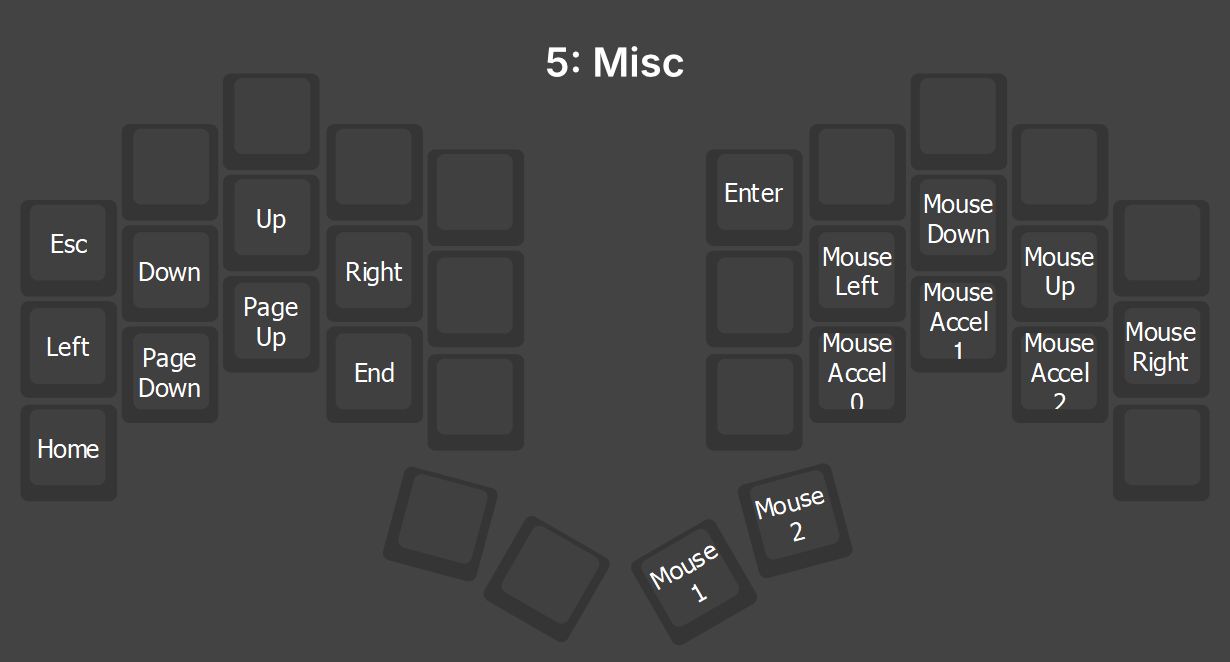 5: Misc
Esc
Down
Up
Right
Left
Page
Down
Page
Up
End
Home
Enter
Mouse
Left
Mouse
Down
Mouse
Up
Mouse
Right
Mouse
Accel
0
Mouse
Accel
1
Mouse
Accel
2
Mouse
1
Mouse
2